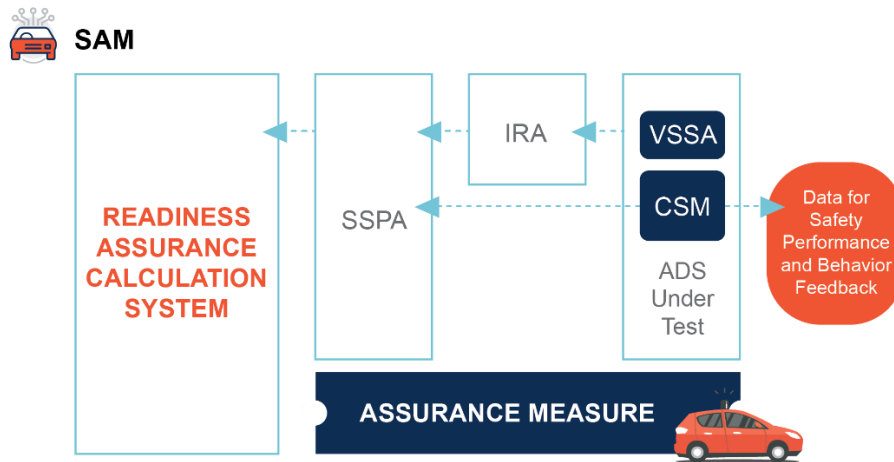 SAM
READINESS
ASSURANCE
CALCULATION
SYSTEM
SSPA
IRA
VSSA
CSM
ADS
Under
Test
Data for
Safety
Performance
and Behavior
Feedback
ASSURANCE MEASURE